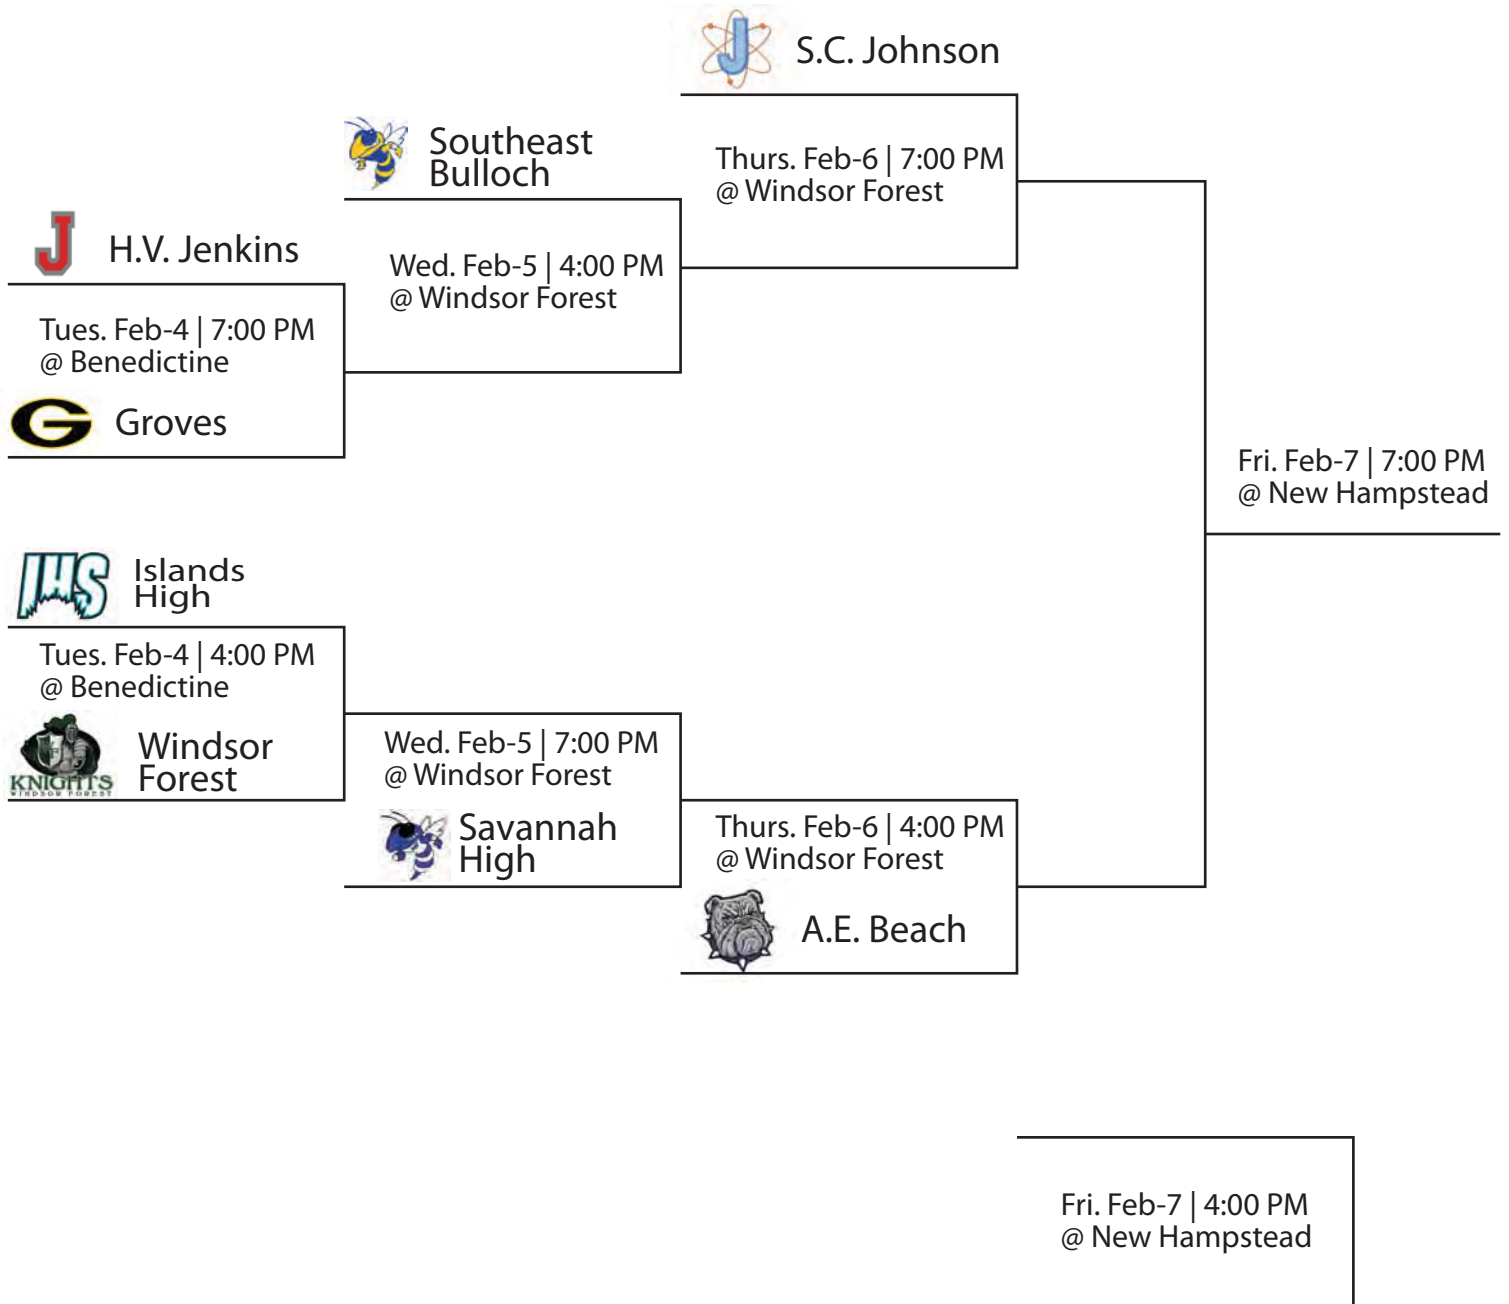 S.C. Johnson
Southeast
Bulloch
Thurs. Feb-6 | 7:00 PM
@ Windsor Forest
J
H.V. Jenkins
Wed. Feb-5 | 4:00 PM
@ Windsor Forest
Tues. Feb-4 | 7:00 PM
@ Benedictine
G
Groves
Fri. Feb-7 | 7:00 PM
@ New Hampstead
IHS
Islands
High
Tues. Feb-4 | 4:00 PM
@ Benedictine
Windsor
Forest
KNIGHTS
WINDSOR FOREST
Wed. Feb-5 | 7:00 PM
@ Windsor Forest
Savannah
High
Thurs. Feb-6 | 4:00 PM
@ Windsor Forest
J
A.E. Beach
Fri. Feb-7 | 4:00 PM
@ New Hampstead